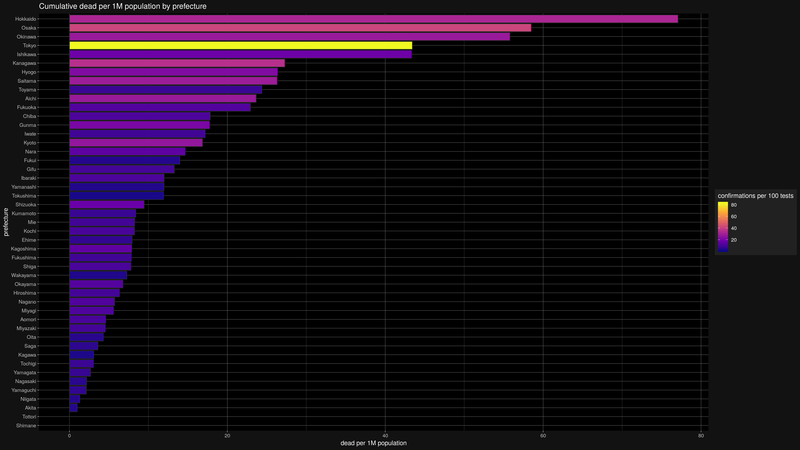 Cumulative dead per 1M population by prefecture
Hokkaido
Osaka
Okinawa
Tokyo
Ishikawa
Kanagawa
Hyogo
Saitama
Toyama
Aichi
Fukuoka
Chiba
Gunma
Iwate
Kyoto
Nara
Fukui
Gifu
Ibaraki
Yamanashi
Tokushima
Shizuoka
Kumamoto
Mie
Kochi
Ehime
Kagoshima
Fukushima
Shiga
Wakayama
Okayama
Hiroshima
Nagano
Miyagi
Aomori
Miyazaki
Oita
Saga
Kagawa
Tochigi
Yamagata
Nagasaki
Yamaguchi
Niigata
Akita
Tottori
Shimane
prefecture
0 20 40 60 80
dead per 1M population
confirmations per 100 tests
80
60
40
20